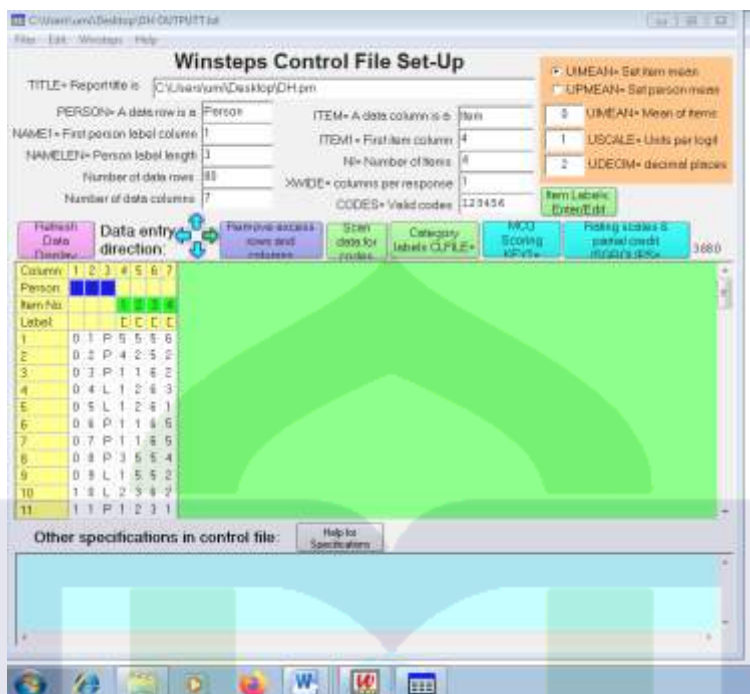 C:\Users\umi\Desktop\DH OUTPUTT.txt
Files Edit Winsteps Help
Winsteps Control File Set-Up
TITLE= Report title is C:\Users\umi\Desktop\DH.prn
PERSON= A data row is a Person
NAME1= First person label column 1
NAMELEN= Person label length 3
Number of data rows 80
Number of data columns 7
ITEM= A data column is a Item
ITEM1= First item column 4
NI= Number of items 4
XWIDE= columns per response 1
CODES= Valid codes 123456
UIMEAN= Set item mean
UPMEAN= Set person mean
0 UIMEAN= Mean of items
1 USCALE= Units per logit
2 UDECIM= decimal places
Item Labels:
Enter/Edit
Refresh
Data
Display
Data entry
direction:
Remove excess
rows and
columns
Scan
data for
codes
Category
labels CLFILE=
MCQ
Scoring
KEY1=
Rating scales &
partial credit
3880
Column 1 2 3 4 5 6 7
Person
Item No. 1 2 3 4
Label: C C C C
1 0 1 P 5 5 5 6
2 0 2 P 4 2 5 2
3 0 3 P 1 1 6 2
4 0 4 L 1 2 6 3
5 0 5 L 1 2 6 1
6 0 6 P 1 1 6 5
7 0 7 P 1 1 6 5
8 0 8 P 3 5 5 4
9 0 9 L 1 5 5 2
10 1 0 L 2 3 6 2
11 1 1 P 1 2 3 1
Other specifications in control file:
Help for
Specifications